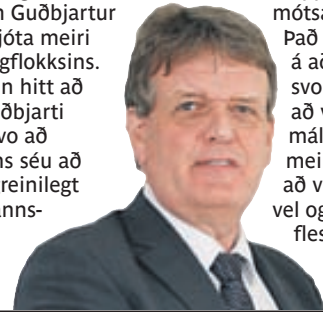 n Guðbjartur
jóta meiri
gflokksins.
n hitt að
ðbjarti
vo að
ns séu að
reinilegt
anns-
mótsa
Það
á að
svo
að v
mál
mei
að v
vel og
fles